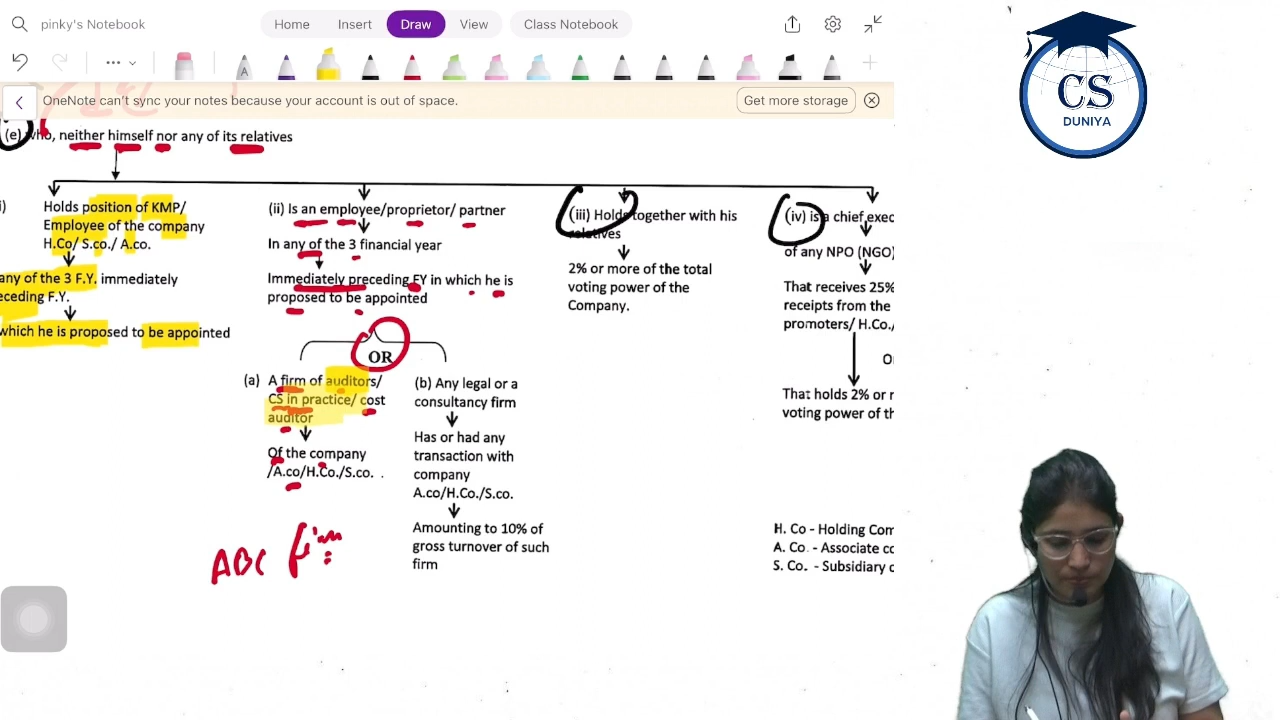 pinky's Notebook
Home
Insert
Draw
View
Class Notebook
OneNote can't sync your notes because your account is out of space.
Get more storage
CS
DUNIYA
(e) who, neither himself nor any of its relatives
i)
Holds position of KMP/
Employee of the company
H.Co/ S.co./ A.co.
any of the 3 F.Y. immediately
eceding F.Y.
which he is proposed to be appointed
(ii) Is an employee/proprietor/ partner
In any of the 3 financial year
Immediately preceding FY in which he is
proposed to be appointed
OR
(a) A firm of auditors/
CS in practice/ cost
auditor
Of the company
/A.co/H.Co./S.co. .
(b) Any legal or a
consultancy firm
Has or had any
transaction with
company
A.co/H.Co./S.co.
Amounting to 10% of
gross turnover of such
firm
(iii) Holds together with his
relatives
2% or more of the total
voting power of the
Company.
(iv) is a chief exec
of any NPO (NGO)
That receives 25%
receipts from the
promoters/ H.Co./
O
That holds 2% or r
voting power of th
H. Co - Holding Com
A. Co. - Associate cc
S. Co. - Subsidiary c
ABC firm